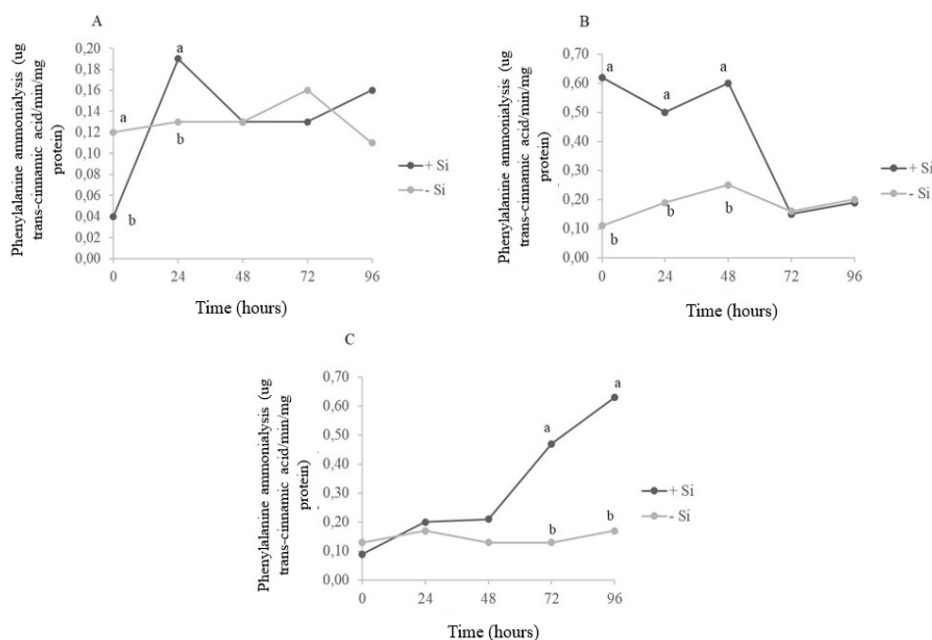 A
Phenylalanine ammonialysis (ug
trans-cinnamic acid/min/mg
protein)
0,20
0,18
0,16
0,14
0,12
0,10
0,08
0,06
0,04
0,02
0,00
a
a
b
b
+ Si
- Si
0 24 48 72 96
Time (hours)
B
Phenylalanine ammonialysis (ug
trans-cinnamic acid/min/mg
protein)
0,70
0,60
0,50
0,40
0,30
0,20
0,10
0,00
a
a
a
b
b
b
+ Si
- Si
0 24 48 72 96
Time (hours)
C
Phenylalanine ammonialysis (ug
trans-cinnamic acid/min/mg
protein)
0,70
0,60
0,50
0,40
0,30
0,20
0,10
0,00
a
a
b
b
+ Si
- Si
0 24 48 72 96
Time (hours)